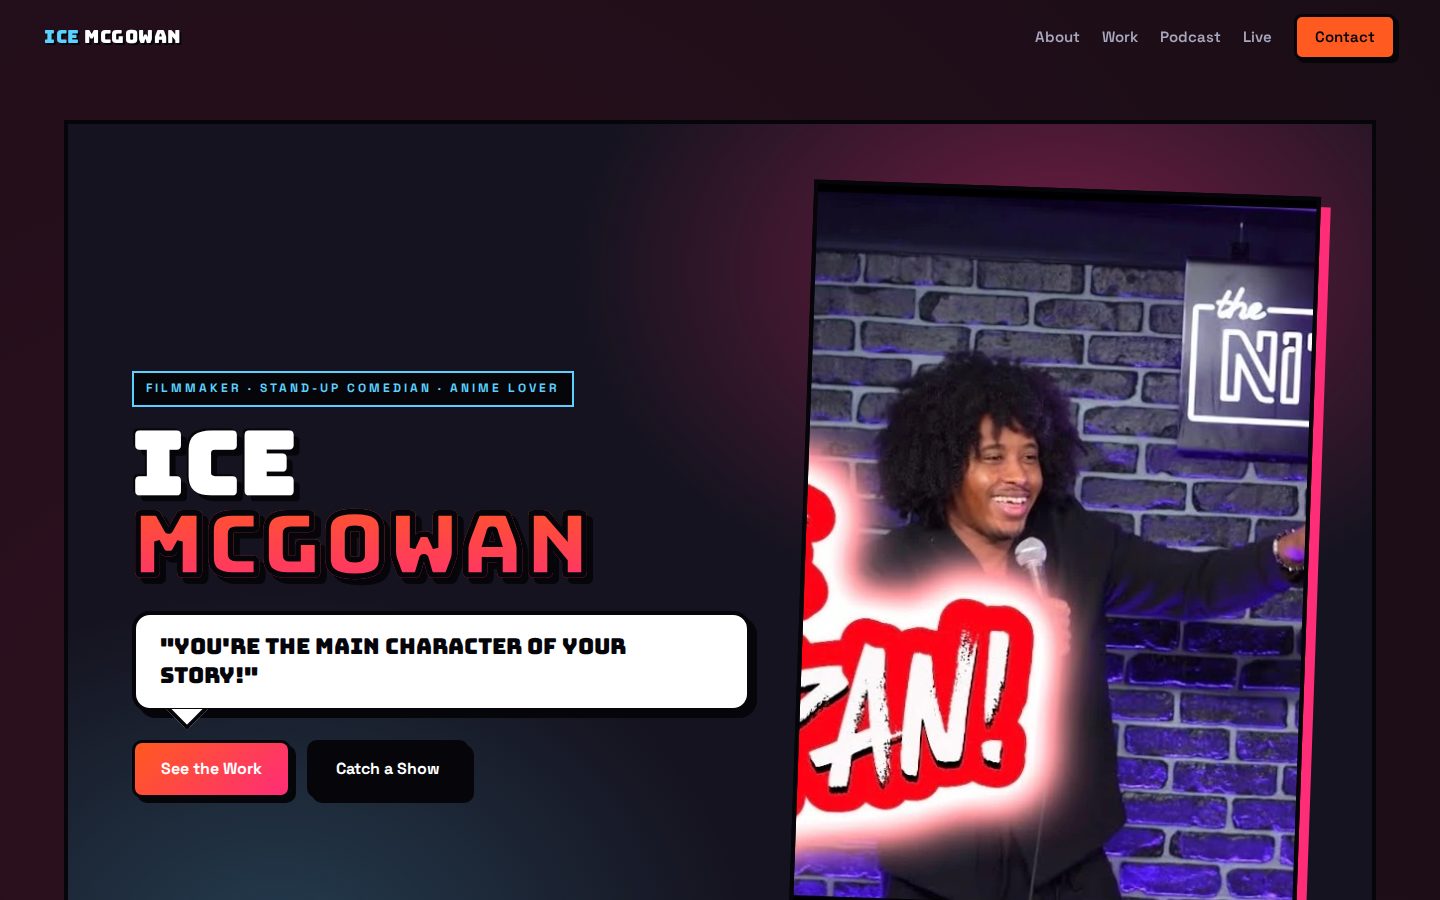 ICE MCGOWAN
About Work Podcast Live Contact
FILMMAKER · STAND-UP COMEDIAN · ANIME LOVER
ICE
MCGOWAN
"YOU'RE THE MAIN CHARACTER OF YOUR
STORY!"
See the Work
Catch a Show
the